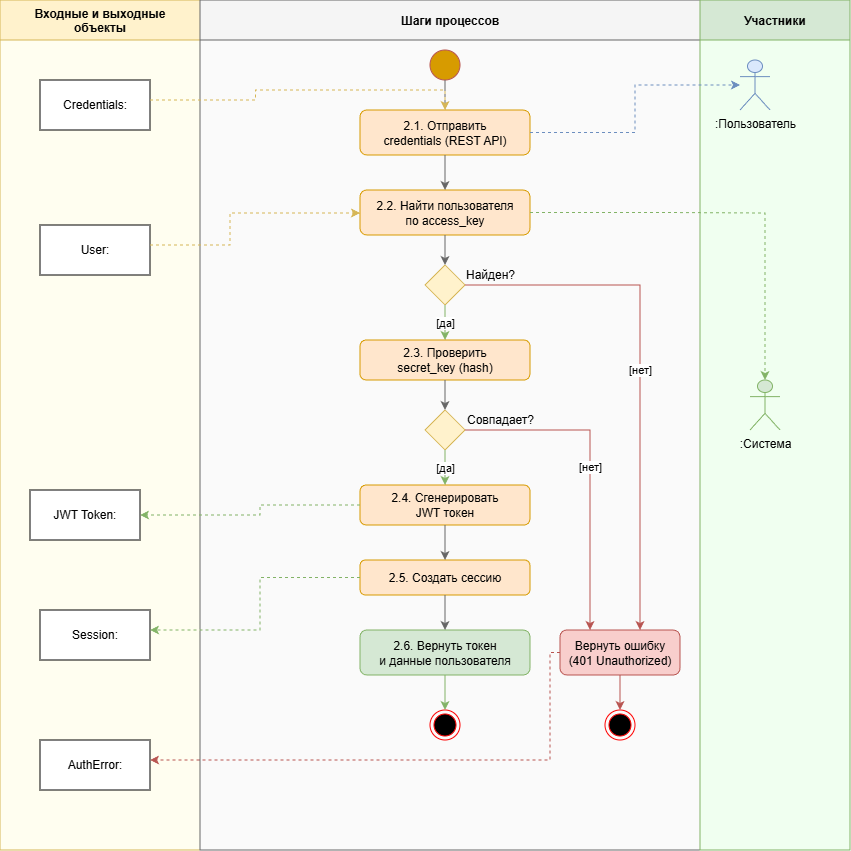 Входные и выходные
объекты
Шаги процессов
Участники
Credentials:
2.1. Отправить
credentials (REST API)
:Пользователь
2.2. Найти пользователя
по access_key
User:
Найден?
[да]
2.3. Проверить
secret_key (hash)
[нет]
Совпадает?
:Система
[да]
[нет]
2.4. Сгенерировать
JWT токен
JWT Token:
2.5. Создать сессию
Session:
2.6. Вернуть токен
и данные пользователя
Вернуть ошибку
(401 Unauthorized)
AuthError: